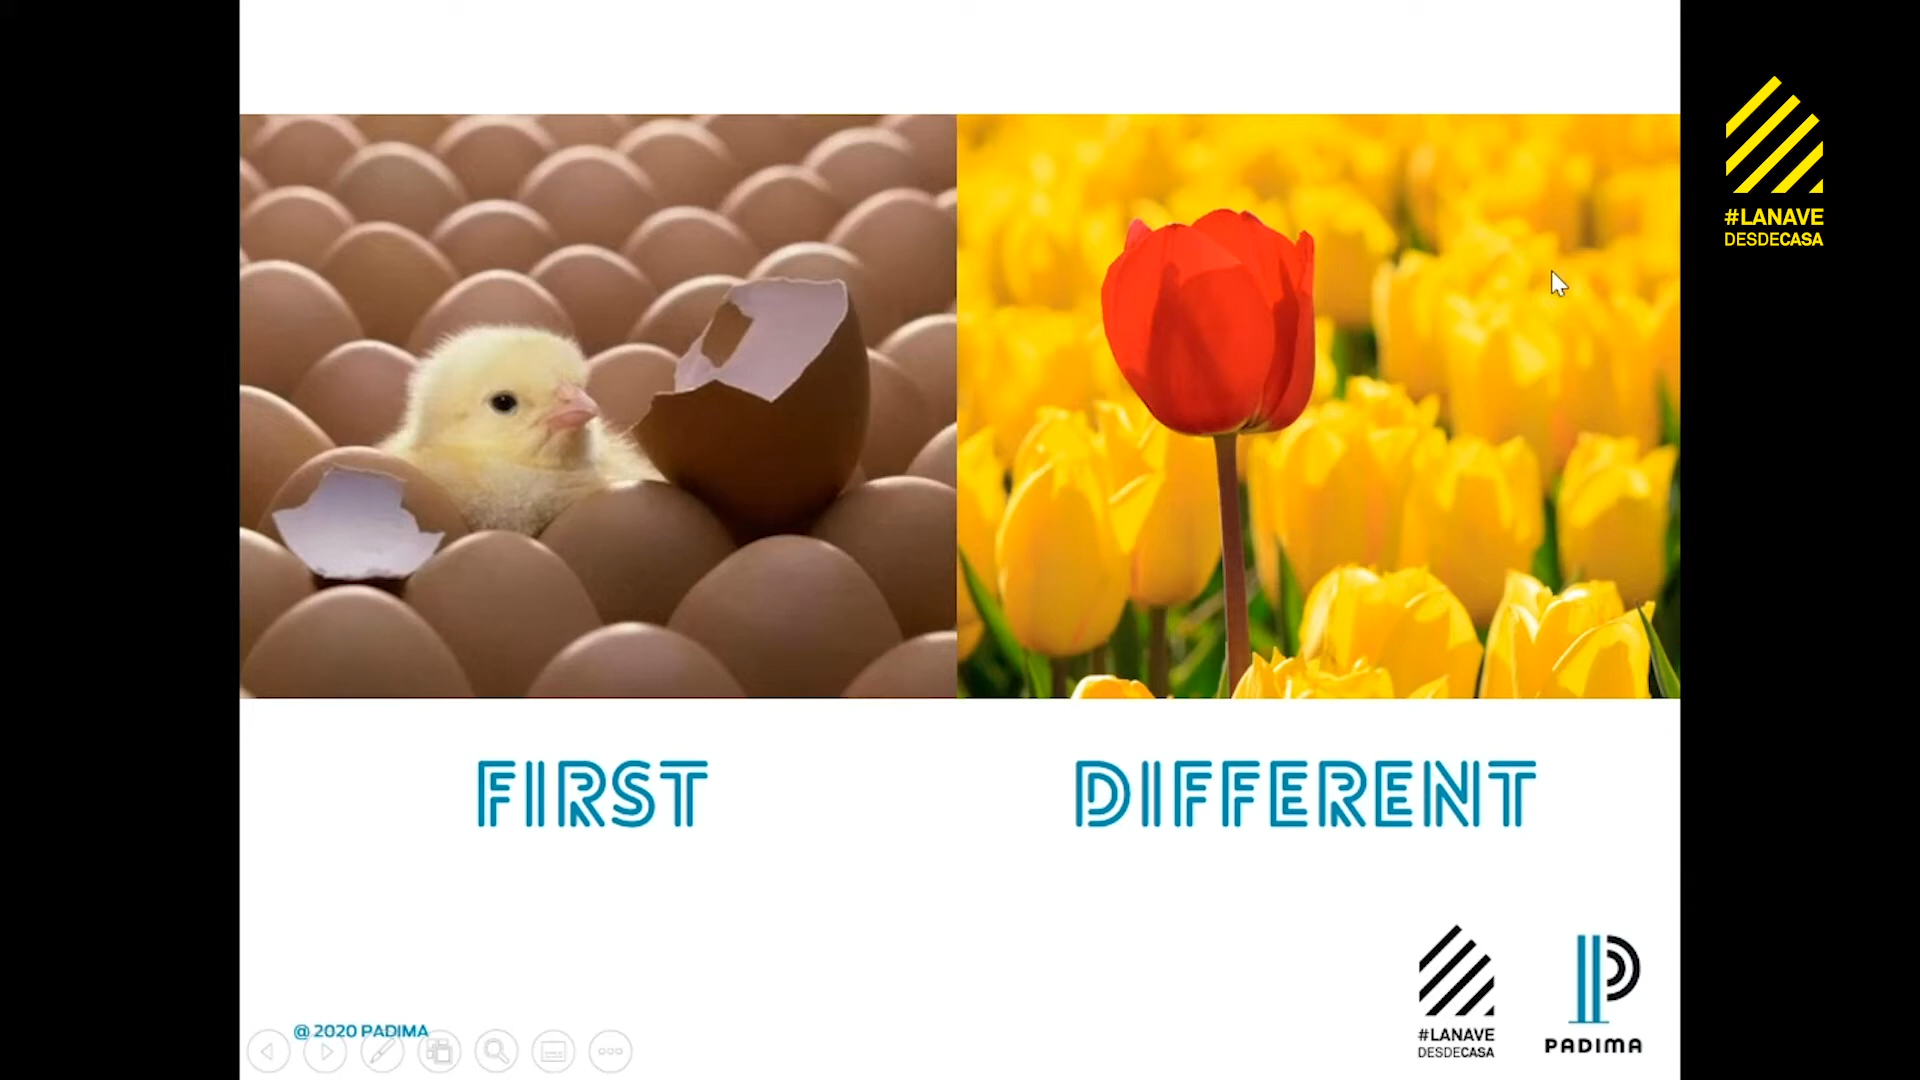 #LANAVE
DESDECASA
FIRST
DIFFERENT
@ 2020 PADIMA
#LANAVE
DESDECASA
PADIMA